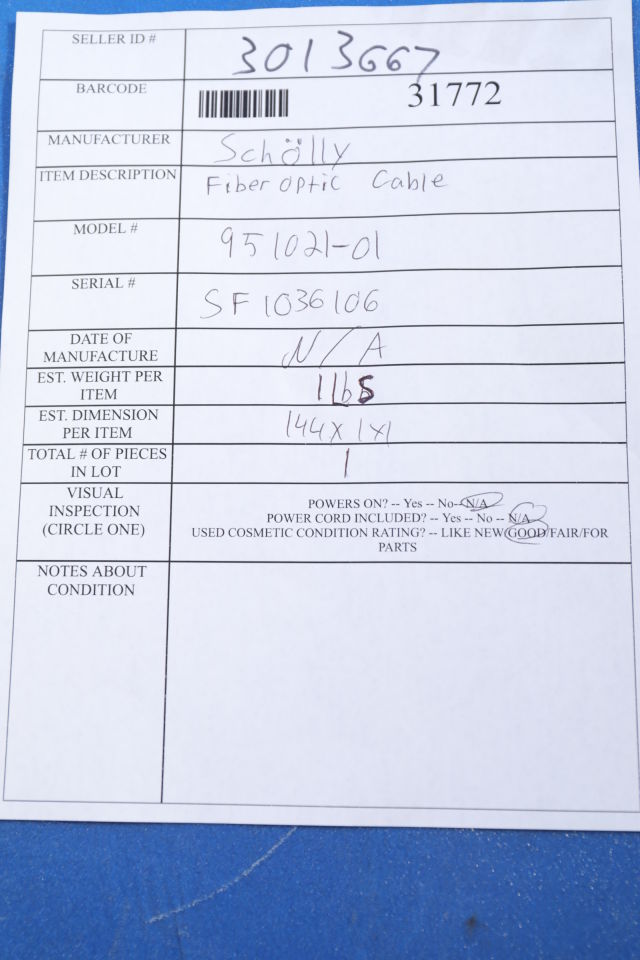 SELLER ID # 3013667
BARCODE 31772
MANUFACTURER Schölly
ITEM DESCRIPTION Fiber optic Cable
MODEL # 951021-01
SERIAL # SF1036106
DATE OF
MANUFACTURE N/A
EST. WEIGHT PER
ITEM 1 Lbs
EST. DIMENSION
PER ITEM 144x1x1
TOTAL # OF PIECES
IN LOT 1
VISUAL
INSPECTION
(CIRCLE ONE)
POWERS ON? -- Yes -- No--N/A
POWER CORD INCLUDED? -- Yes -- No -- N/A
USED COSMETIC CONDITION RATING? -- LIKE NEW/GOOD/FAIR/FOR
PARTS
NOTES ABOUT
CONDITION